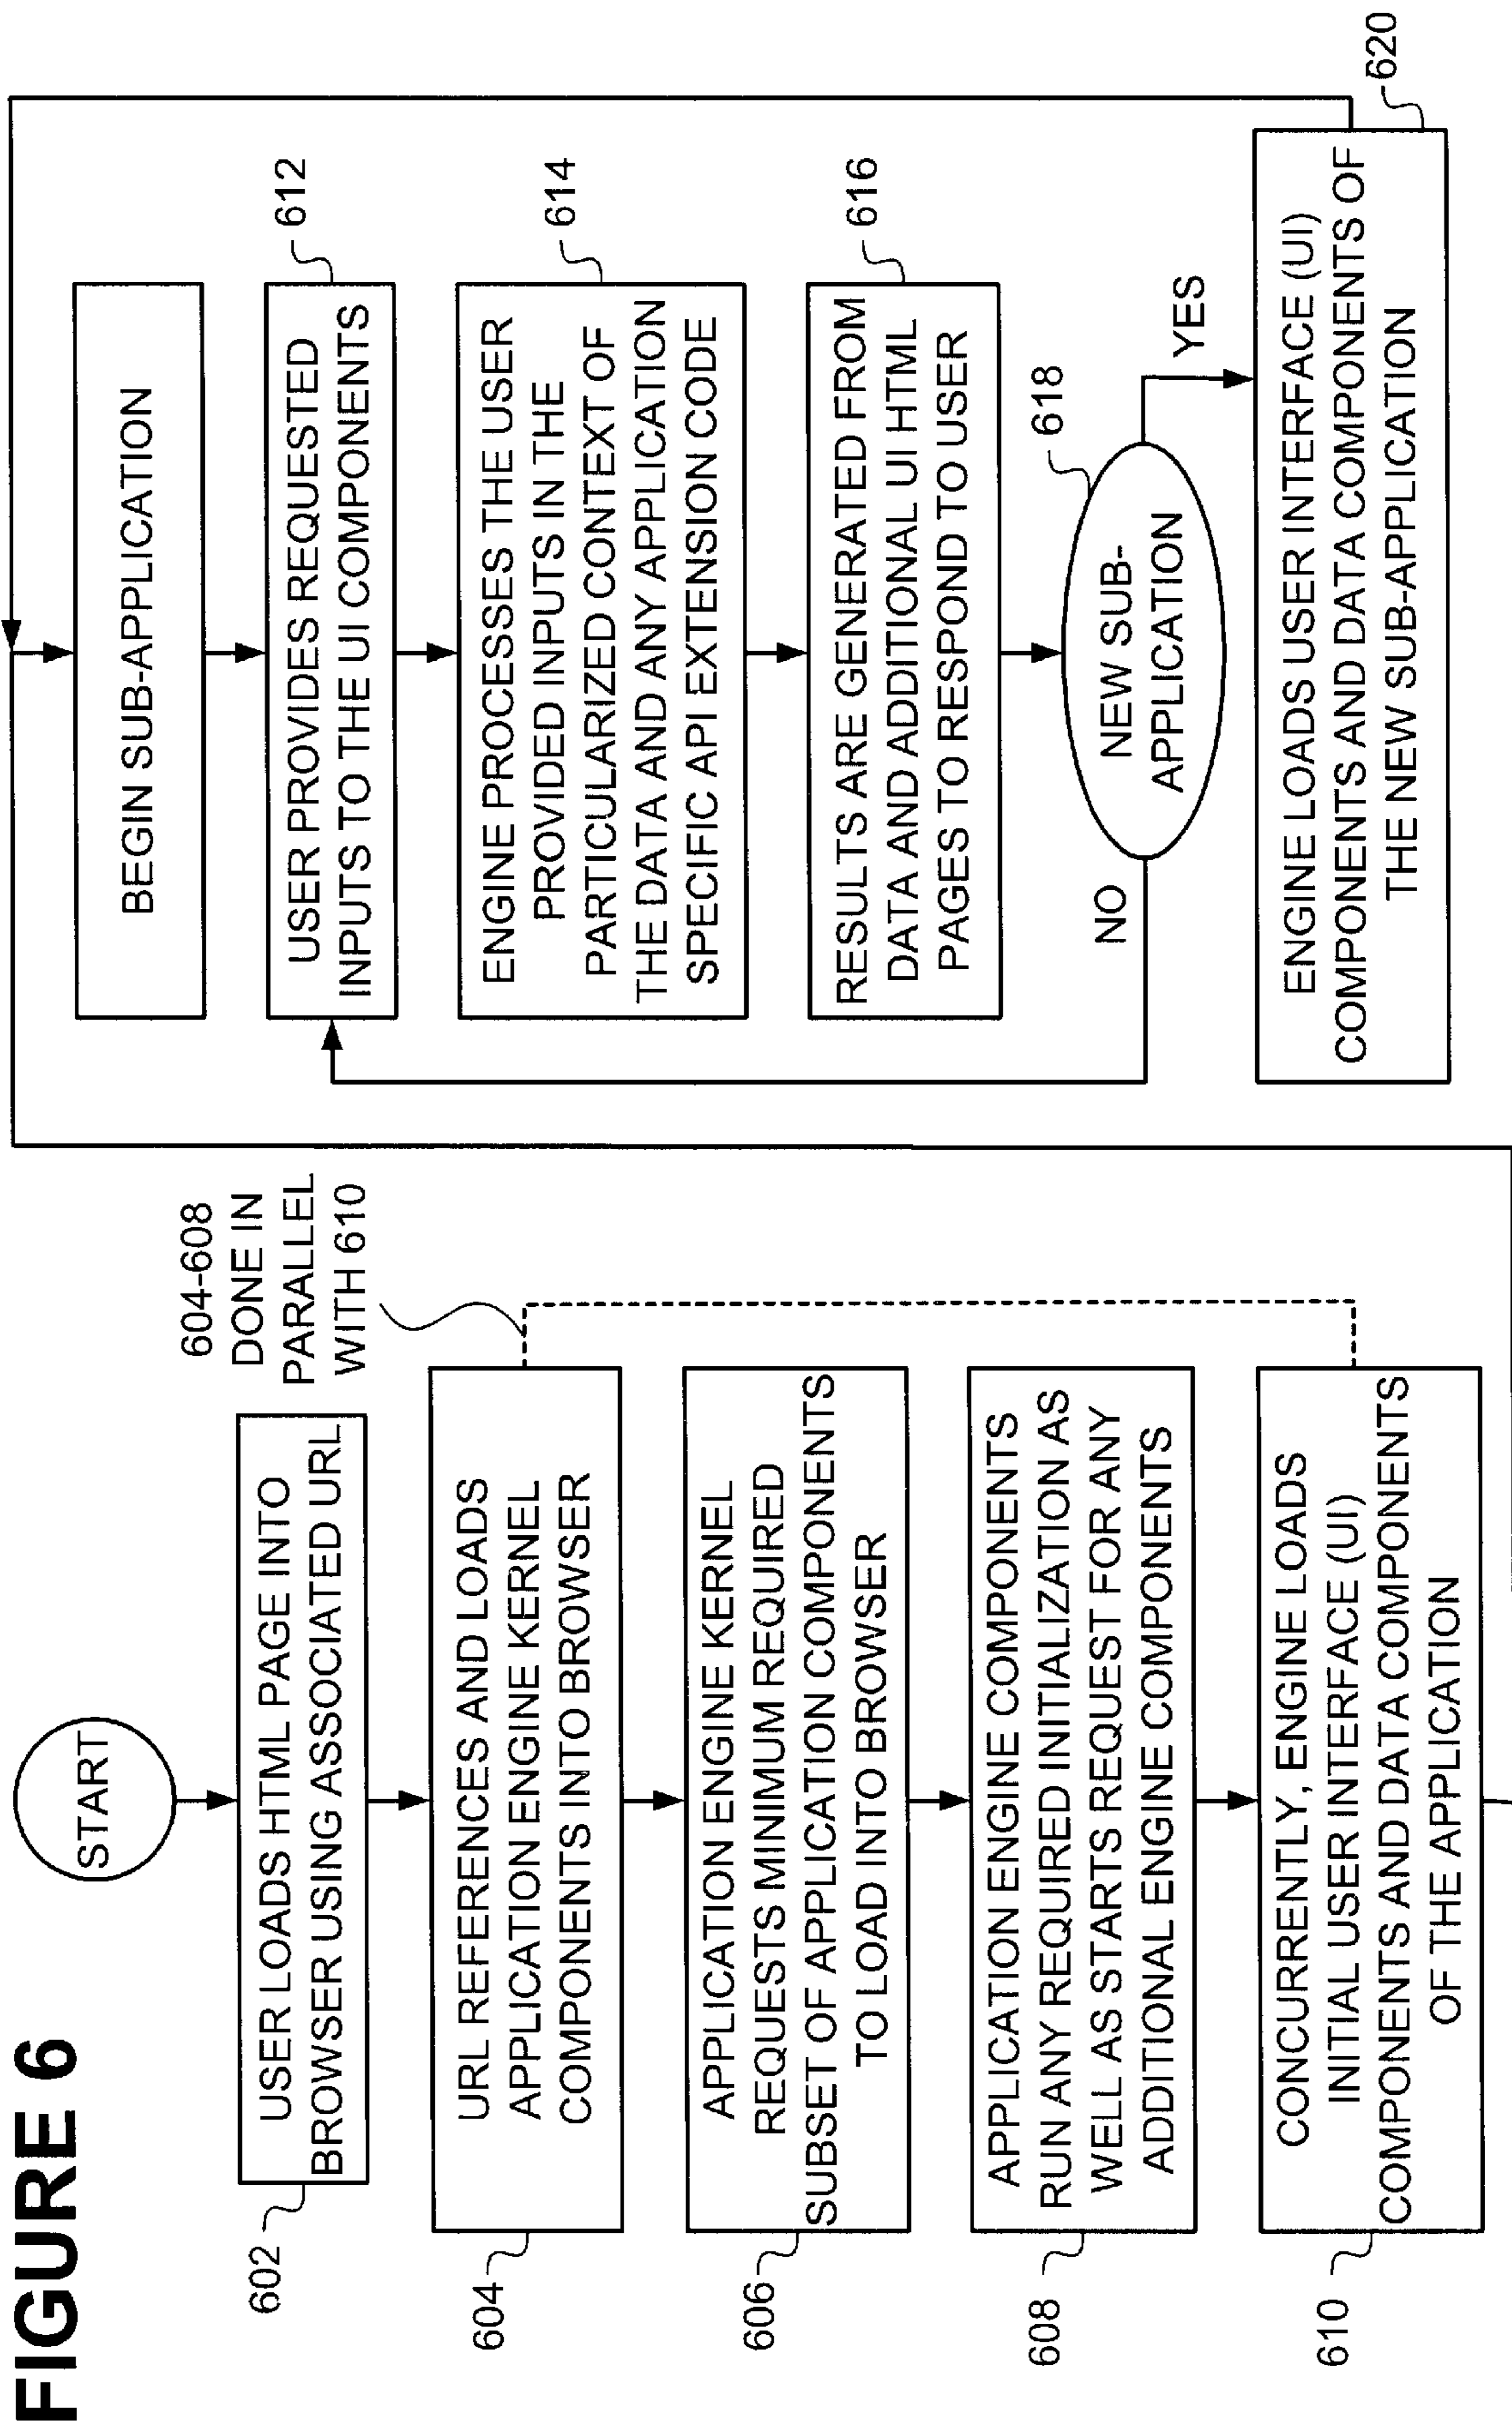 FIGURE 6
START
USER LOADS HTML PAGE INTO
BROWSER USING ASSOCIATED URL
602
URL REFERENCES AND LOADS
APPLICATION ENGINE KERNEL
COMPONENTS INTO BROWSER
604
604-608
DONE IN
PARALLEL
WITH 610
APPLICATION ENGINE KERNEL
REQUESTS MINIMUM REQUIRED
SUBSET OF APPLICATION COMPONENTS
TO LOAD INTO BROWSER
606
APPLICATION ENGINE COMPONENTS
RUN ANY REQUIRED INITIALIZATION AS
WELL AS STARTS REQUEST FOR ANY
ADDITIONAL ENGINE COMPONENTS
608
CONCURRENTLY, ENGINE LOADS
INITIAL USER INTERFACE (UI)
COMPONENTS AND DATA COMPONENTS
OF THE APPLICATION
610
BEGIN SUB-APPLICATION
USER PROVIDES REQUESTED
INPUTS TO THE UI COMPONENTS
612
ENGINE PROCESSES THE USER
PROVIDED INPUTS IN THE
PARTICULARIZED CONTEXT OF
THE DATA AND ANY APPLICATION
SPECIFIC API EXTENSION CODE
614
RESULTS ARE GENERATED FROM
DATA AND ADDITIONAL UI HTML
PAGES TO RESPOND TO USER
616
NEW SUB-
APPLICATION
618
NO
YES
ENGINE LOADS USER INTERFACE (UI)
COMPONENTS AND DATA COMPONENTS OF
THE NEW SUB-APPLICATION
620